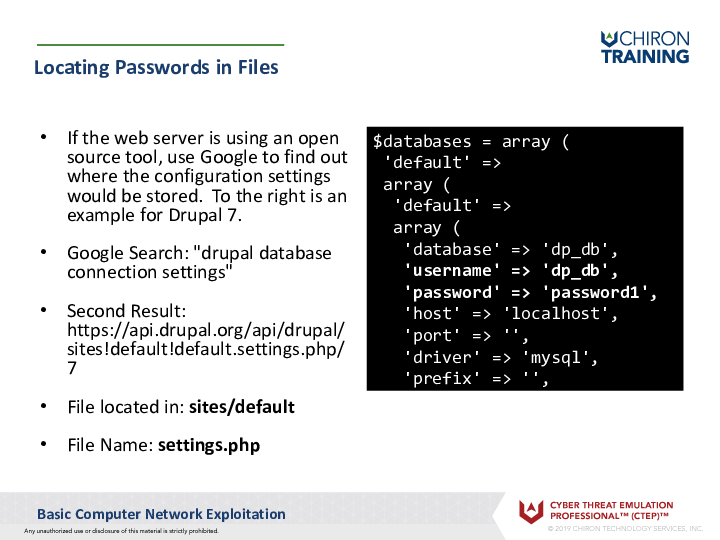 CHIRON
TRAINING
Locating Passwords in Files
• If the web server is using an open
source tool, use Google to find out
where the configuration settings
would be stored.  To the right is an
example for Drupal 7.
• Google Search: "drupal database
connection settings"
• Second Result:
https://api.drupal.org/api/drupal/
sites!default!default.settings.php/
7
• File located in: sites/default
• File Name: settings.php
$databases = array (
'default' =>
array (
'default' =>
array (
'database' => 'dp_db',
'username' => 'dp_db',
'password' => 'password1',
'host' => 'localhost',
'port' => '',
'driver' => 'mysql',
'prefix' => '',
Basic Computer Network Exploitation
Any unauthorized use or disclosure of this material is strictly prohibited.
CYBER THREAT EMULATION
PROFESSIONAL™ (CTEP)™
© 2019 CHIRON TECHNOLOGY SERVICES, INC.